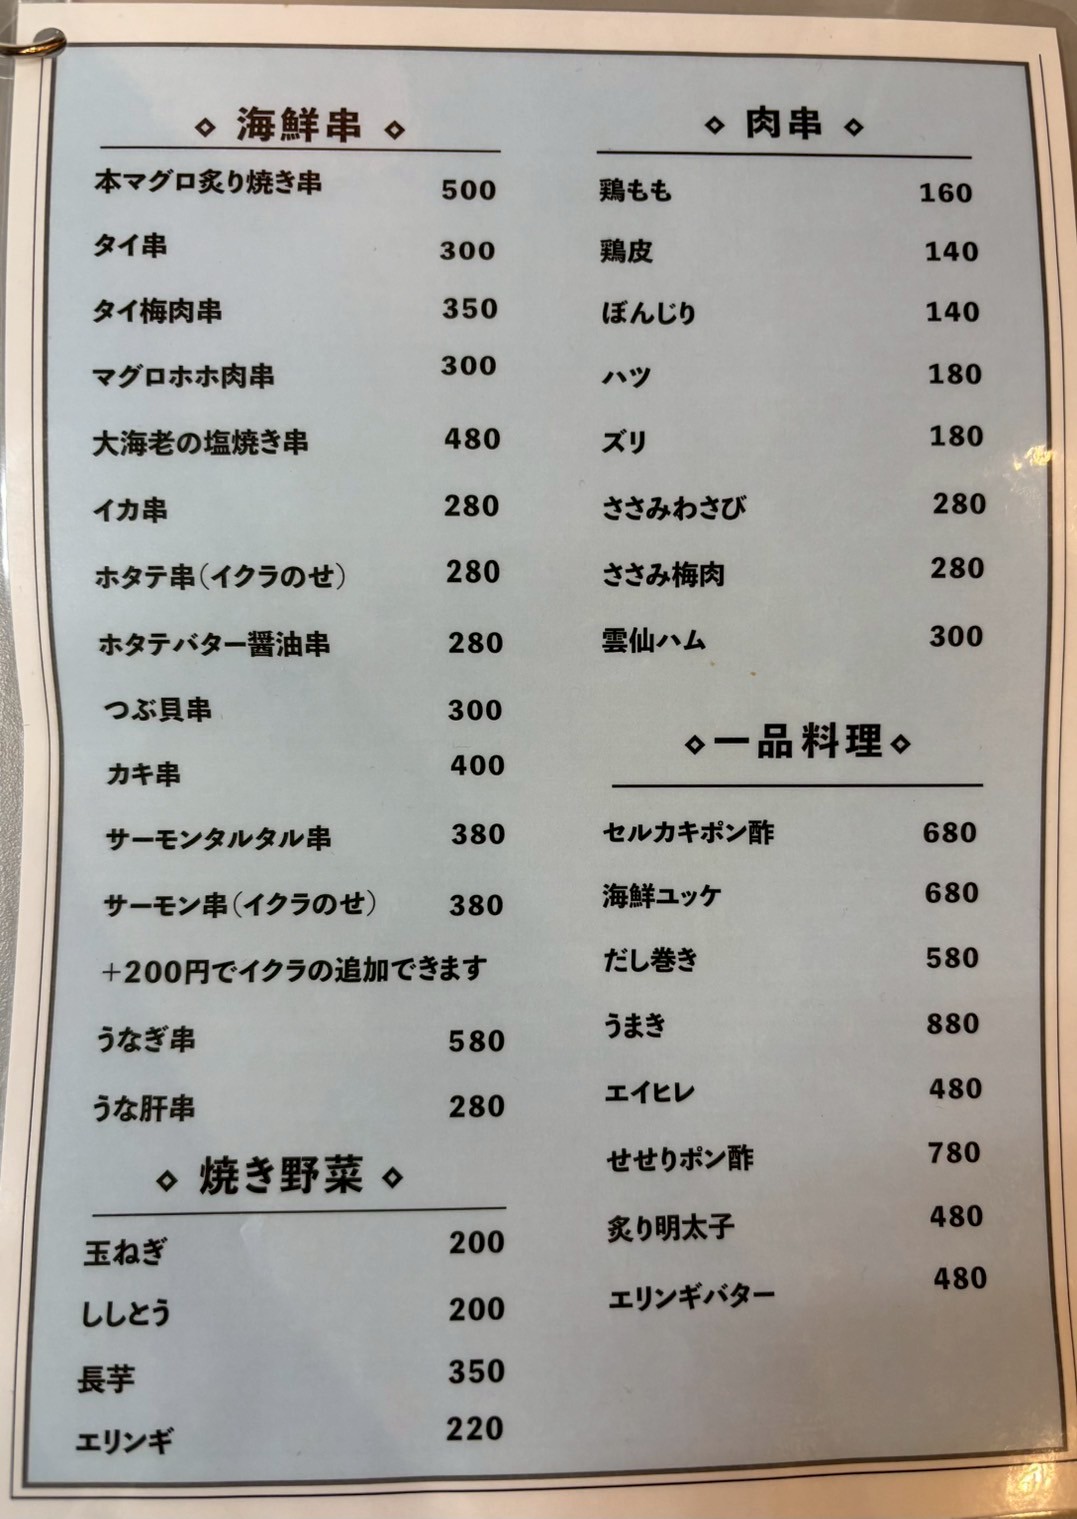 ◇ 海鮮串 ◇
本マグロ炙り焼き串 500
タイ串 300
タイ梅肉串 350
マグロホホ肉串 300
大海老の塩焼き串 480
イカ串 280
ホタテ串(イクラのせ) 280
ホタテバター醤油串 280
つぶ貝串 300
カキ串 400
サーモンタルタル串 380
サーモン串(イクラのせ) 380
+200円でイクラの追加できます
うなぎ串 580
うな肝串 280
◇ 焼き野菜 ◇
玉ねぎ 200
ししとう 200
長芋 350
エリンギ 220
◇ 肉串 ◇
鶏もも 160
鶏皮 140
ぼんじり 140
ハツ 180
ズリ 180
ささみわさび 280
ささみ梅肉 280
雲仙ハム 300
◇一品料理◇
セルカキポン酢 680
海鮮ユッケ 680
だし巻き 580
うまき 880
エイヒレ 480
せせりポン酢 780
炙り明太子 480
エリンギバター 480